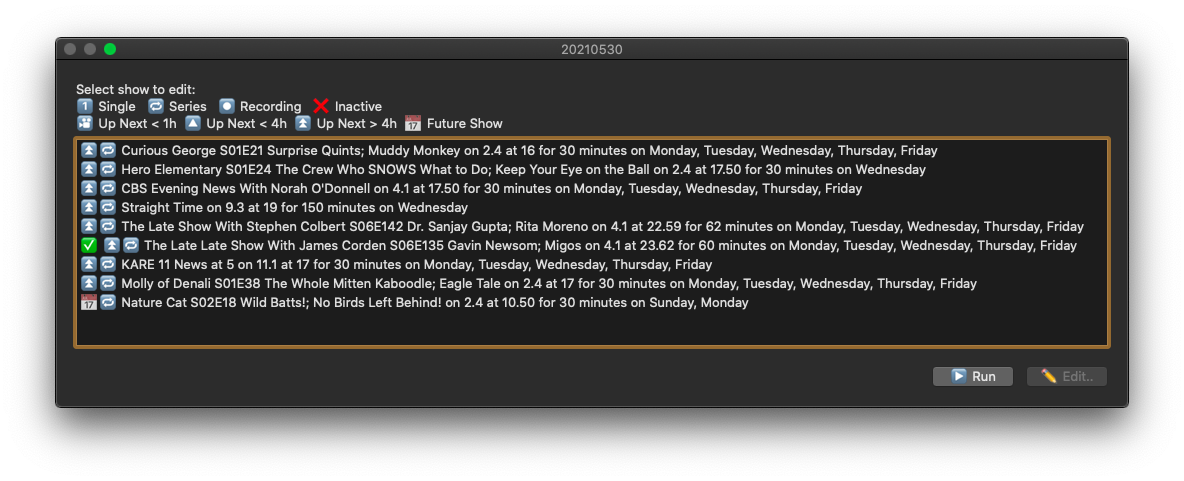 20210530
Select show to edit:
1 Single Series Recording Inactive
Up Next < 1h Up Next < 4h Up Next > 4h 17 Future Show
Curious George S01E21 Surprise Quints; Muddy Monkey on 2.4 at 16 for 30 minutes on Monday, Tuesday, Wednesday, Thursday, Friday
Hero Elementary S01E24 The Crew Who SNOWS What to Do; Keep Your Eye on the Ball on 2.4 at 17.50 for 30 minutes on Wednesday
CBS Evening News With Norah O'Donnell on 4.1 at 17.50 for 30 minutes on Monday, Tuesday, Wednesday, Thursday, Friday
Straight Time on 9.3 at 19 for 150 minutes on Wednesday
The Late Show With Stephen Colbert S06E142 Dr. Sanjay Gupta; Rita Moreno on 4.1 at 22.59 for 62 minutes on Monday, Tuesday, Wednesday, Thursday, Friday
The Late Late Show With James Corden S06E135 Gavin Newsom; Migos on 4.1 at 23.62 for 60 minutes on Monday, Tuesday, Wednesday, Thursday, Friday
KARE 11 News at 5 on 11.1 at 17 for 30 minutes on Monday, Tuesday, Wednesday, Thursday, Friday
Molly of Denali S01E38 The Whole Mitten Kaboodle; Eagle Tale on 2.4 at 17 for 30 minutes on Monday, Tuesday, Wednesday, Thursday, Friday
17 Nature Cat S02E18 Wild Batts!; No Birds Left Behind! on 2.4 at 10.50 for 30 minutes on Sunday, Monday
Run Edit..